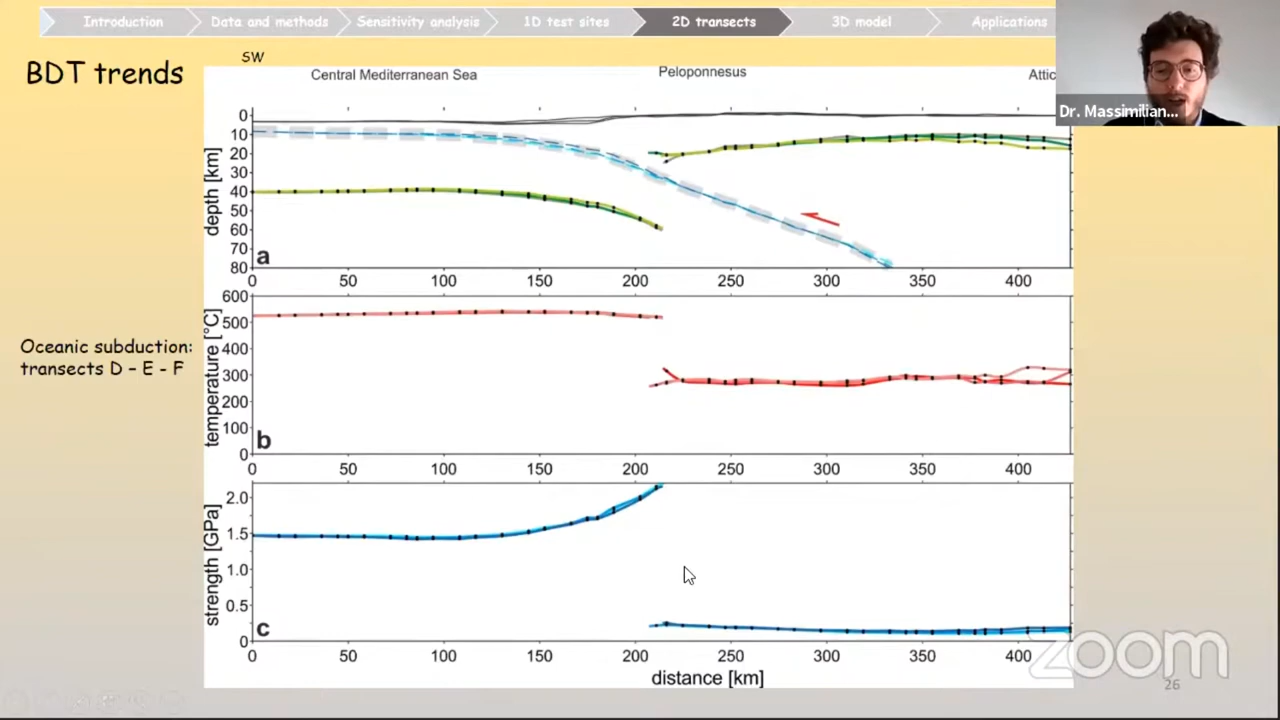 Introduction
Data and methods
Sensitivity analysis
1D test sites
2D transects
3D model
Applications
BDT trends
SW
Central Mediterranean Sea
Peloponnesus
Attic
Dr. Massimilian...
0
10
20
30
40
50
60
70
80
depth [km]
a
0 50 100 150 200 250 300 350 400
600
500
400
300
200
100
0
temperature [°C]
b
0 50 100 150 200 250 300 350 400
Oceanic subduction:
transects D – E - F
2.0
1.5
1.0
0.5
0
strength [GPa]
c
0 50 100 150 200 250 300 350 400
distance [km]
zoom
26